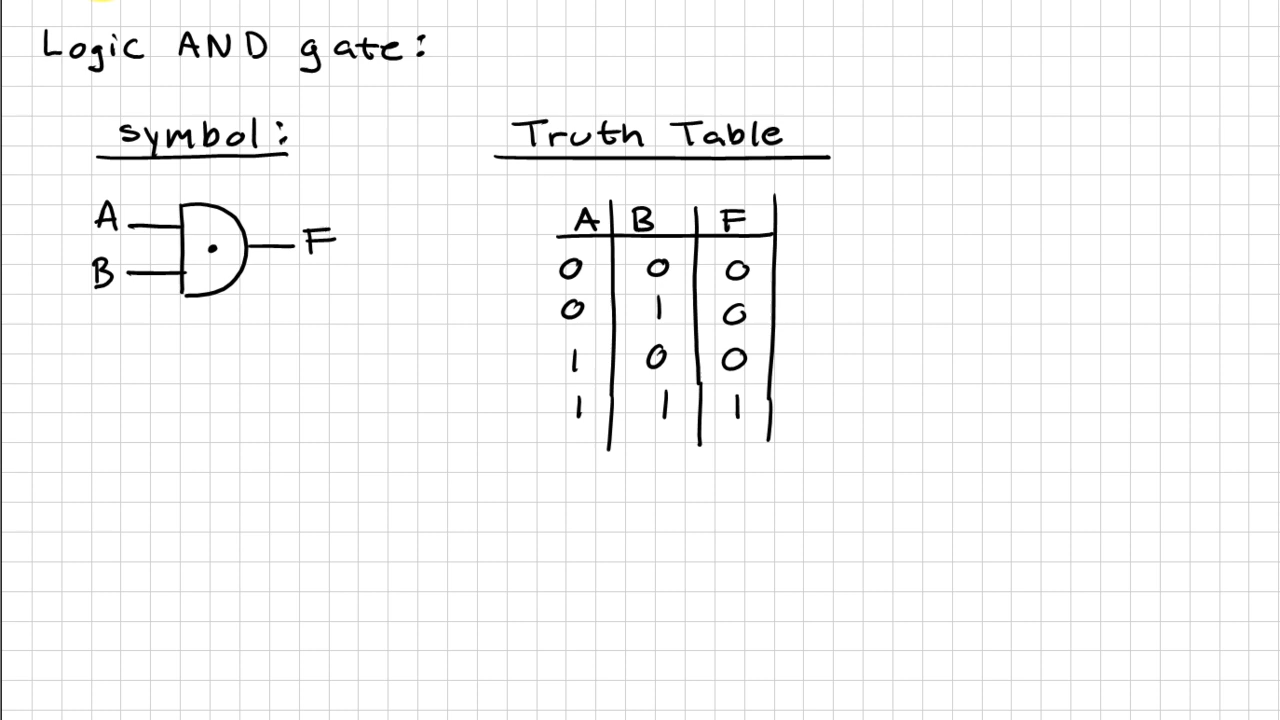 Logic AND gate:
symbol:
A
B
F
Truth Table
A B F
0 0 0
0 1 0
1 0 0
1 1 1